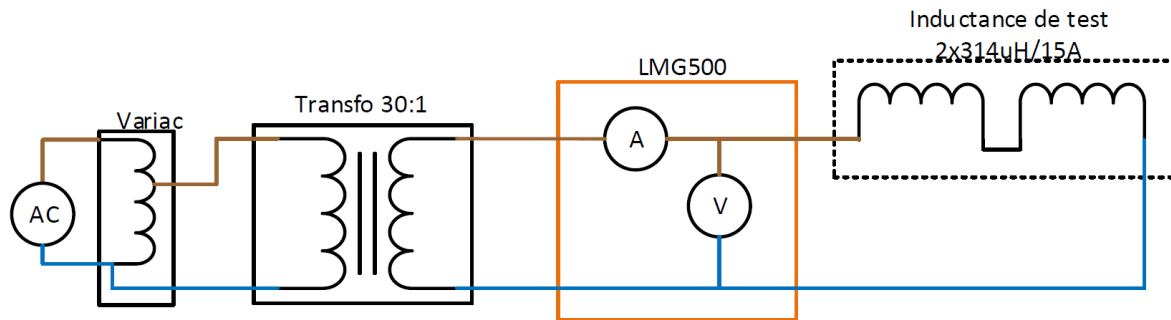 Inductance de test
2x314uH/15A
LMG500
Transfo 30:1
Variac
A
AC
V